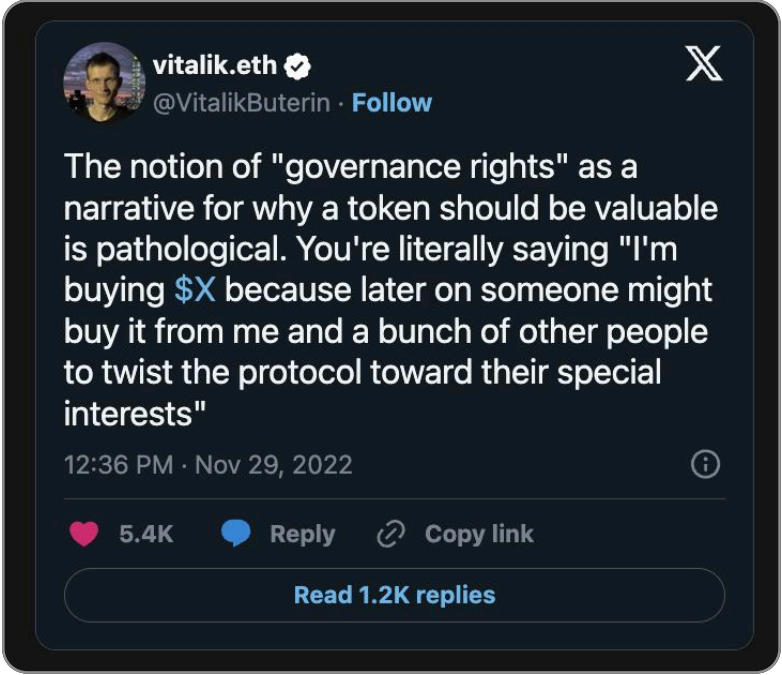 vitalik.eth
@VitalikButerin · Follow
The notion of "governance rights" as a
narrative for why a token should be valuable
is pathological. You're literally saying "I'm
buying $X because later on someone might
buy it from me and a bunch of other people
to twist the protocol toward their special
interests"
12:36 PM · Nov 29, 2022
5.4K Reply Copy link
Read 1.2K replies